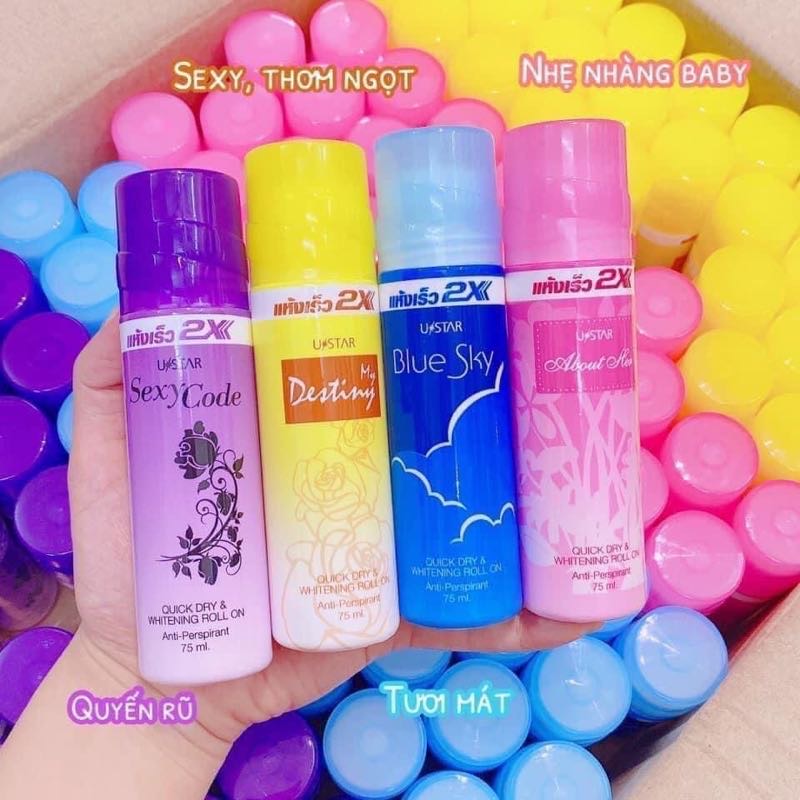 SEXY, THƠM NGỌT
NHẸ NHÀNG BABY
แห้งเร็ว 2X
U STAR
Sexy Code
QUICK DRY &
WHITENING ROLL ON
Anti-Perspirant
75 ml.
แห้งเร็ว 2X
U STAR
My
Destiny
QUICK DRY &
WHITENING ROLL ON
Anti-Perspirant
75 ml.
แห้งเร็ว 2X
U STAR
Blue Sky
QUICK DRY &
WHITENING ROLL ON
Anti-Perspirant
75 ml.
แห้งเร็ว 2X
U STAR
About Her
QUICK DRY &
WHITENING ROLL ON
Anti-Perspirant
75 ml.
QUYẾN RŨ
TƯƠI MÁT